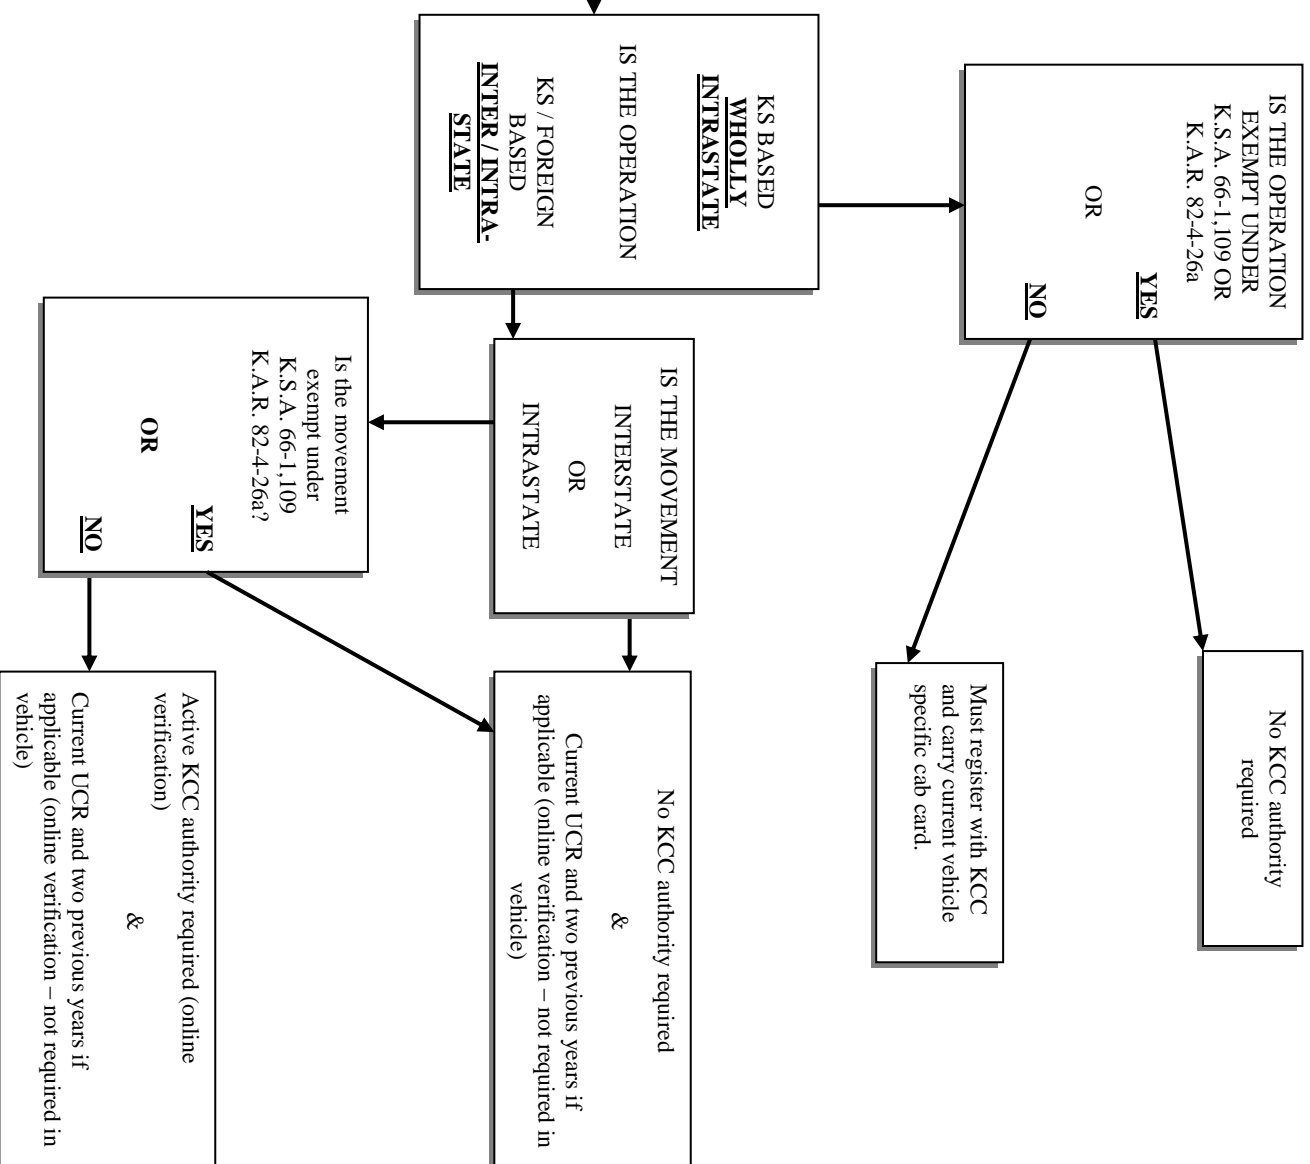 IS THE OPERATION
EXEMPT UNDER
K.S.A. 66-1,109 OR
K.A.R. 82-4-26a
YES
OR
NO
No KCC authority
required
Must register with KCC
and carry current vehicle
specific cab card.
KS BASED
WHOLLY
INTRASTATE
IS THE OPERATION
KS / FOREIGN
BASED
INTER / INTRA-
STATE
IS THE MOVEMENT
INTERSTATE
OR
INTRASTATE
No KCC authority required
&
Current UCR and two previous years if
applicable (online verification – not required in
vehicle)
Is the movement
exempt under
K.S.A. 66-1,109
K.A.R. 82-4-26a?
YES
OR
NO
Active KCC authority required (online
verification)
&
Current UCR and two previous years if
applicable (online verification – not required in
vehicle)